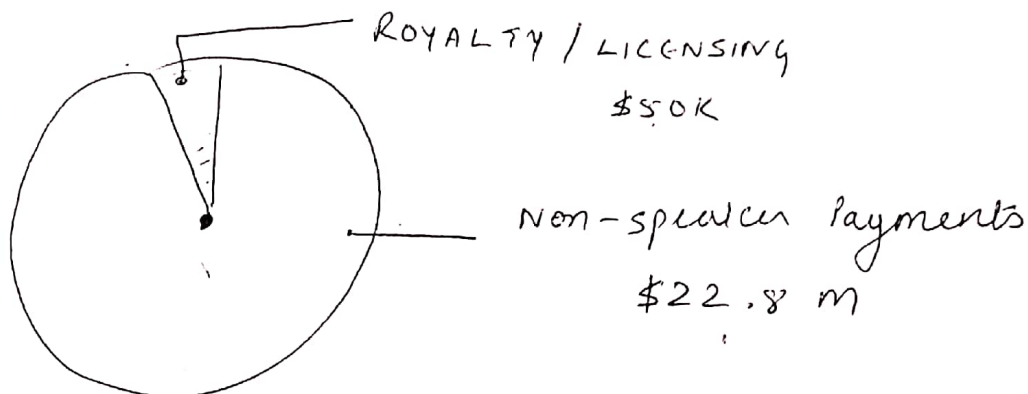 ROYALTY / LICENSING
$50K
Non-speaker Payments
$22.8 m